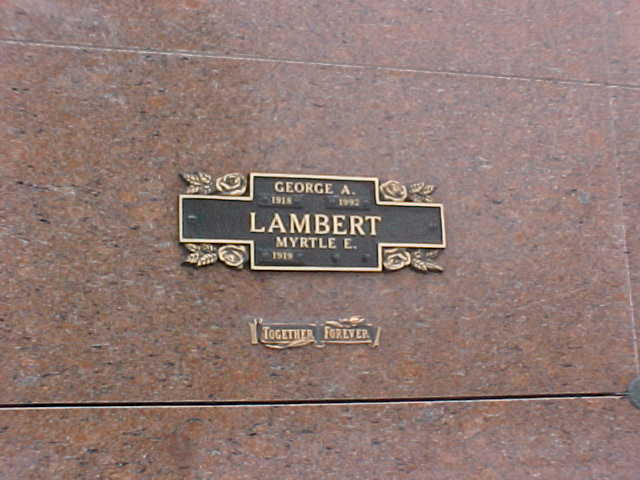 GEORGE A.
1918 1992
LAMBERT
MYRTLE E.
1919
TOGETHER FOREVER